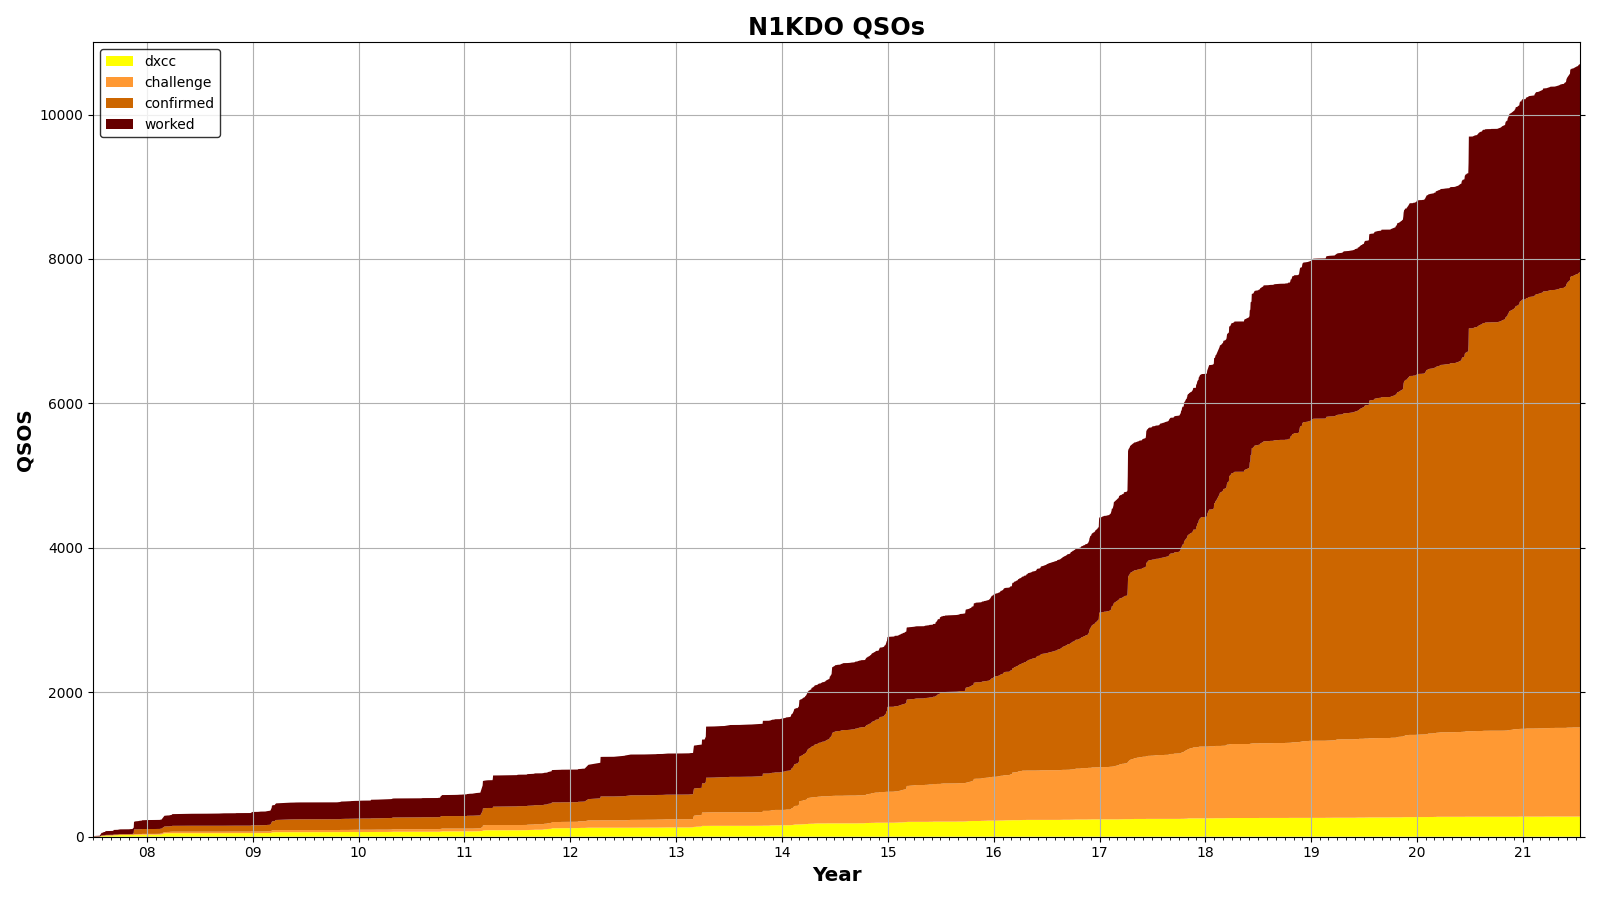 N1KDO QSOs
dxcc
challenge
confirmed
worked
10000
8000
6000
4000
2000
0
QSOS
08 09 10 11 12 13 14 15 16 17 18 19 20 21
Year